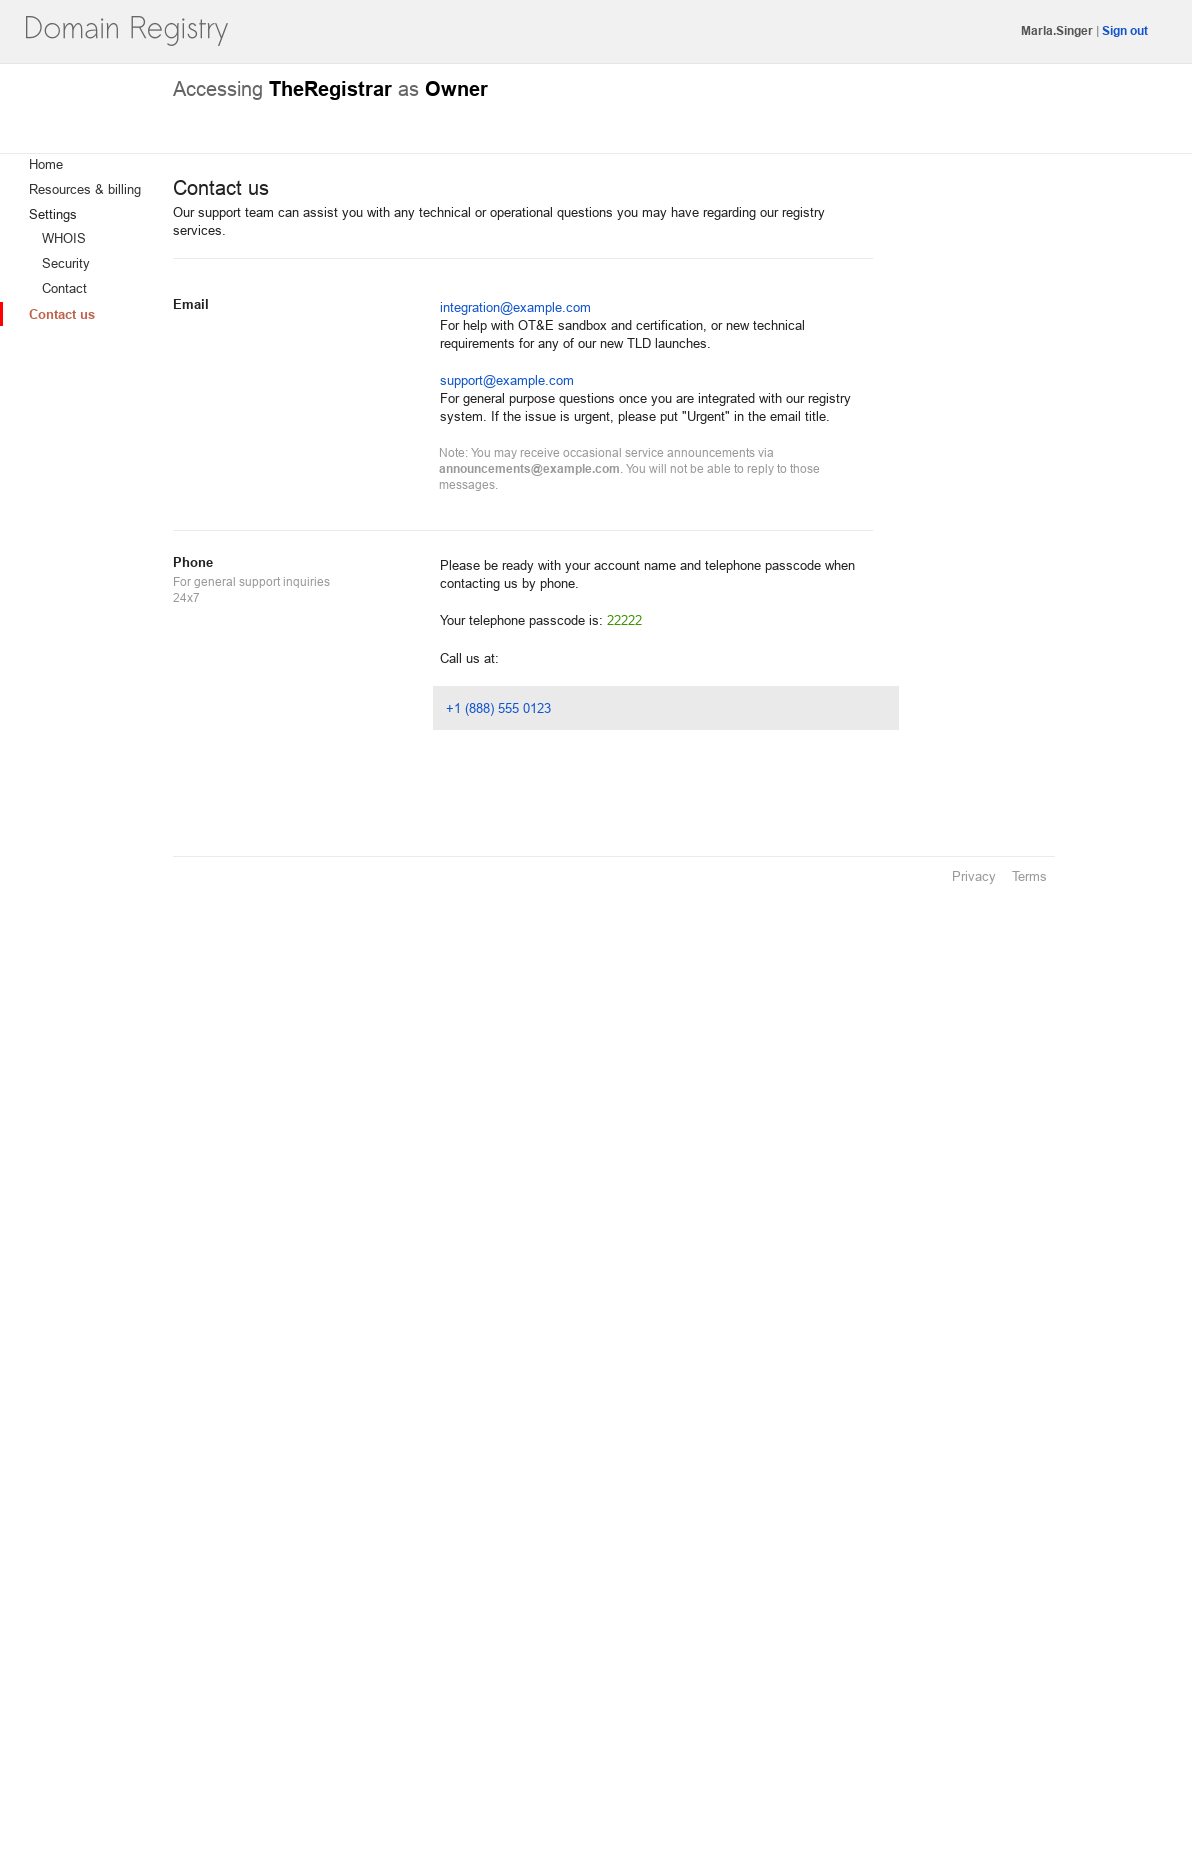 Domain Registry
Marla.Singer | Sign out
Accessing TheRegistrar as Owner
Home
Resources & billing
Settings
WHOIS
Security
Contact
Contact us
Contact us
Our support team can assist you with any technical or operational questions you may have regarding our registry
services.
Email
integration@example.com
For help with OT&E sandbox and certification, or new technical
requirements for any of our new TLD launches.
support@example.com
For general purpose questions once you are integrated with our registry
system. If the issue is urgent, please put "Urgent" in the email title.
Note: You may receive occasional service announcements via
announcements@example.com. You will not be able to reply to those
messages.
Phone
For general support inquiries
24x7
Please be ready with your account name and telephone passcode when
contacting us by phone.
Your telephone passcode is: 22222
Call us at:
+1 (888) 555 0123
Privacy Terms